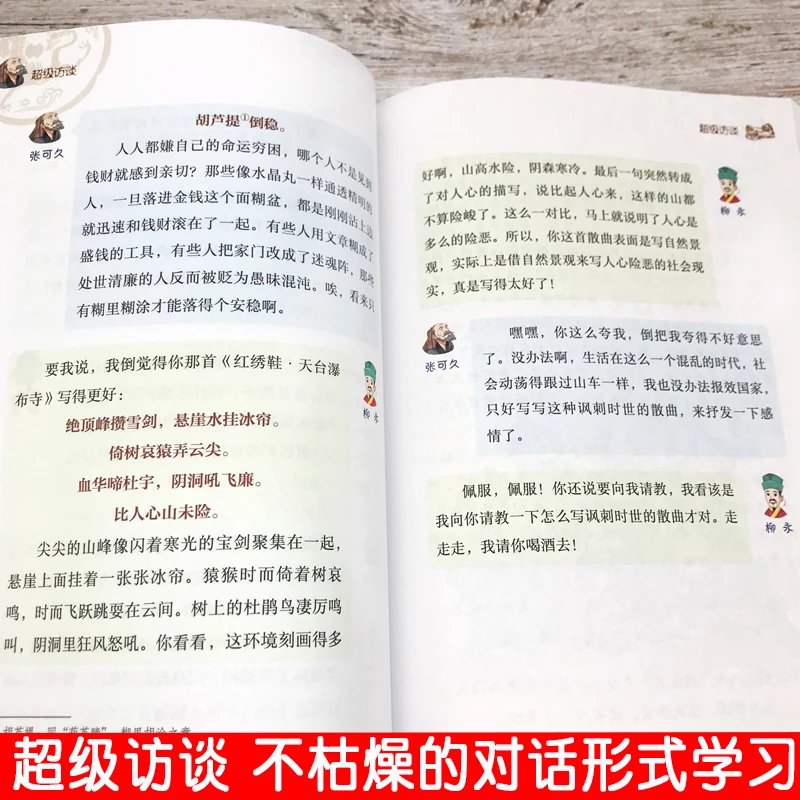 超级访谈
胡芦提①倒稳。
张可久
人人都嫌自己的命运穷困，哪个人不是见到
钱财就感到亲切？那些像水晶丸一样通透精明的
人，一旦落进金钱这个面糊盆，都是刚刚沾上边
就迅速和钱财滚在了一起。有些人用文章糊成了
盛钱的工具，有些人把家门改成了迷魂阵，那些
处世清廉的人反而被贬为愚昧混沌。唉，看来只
有糊里糊涂才能落得个安稳啊。
要我说，我倒觉得你那首《红绣鞋·天台瀑
布寺》写得更好：
柳永
绝顶峰攒雪剑，悬崖水挂冰帘。
倚树哀猿弄云尖。
血华啼杜宇，阴洞吼飞廉。
比人心山未险。
尖尖的山峰像闪着寒光的宝剑聚集在一起，
悬崖上面挂着一张张冰帘。猿猴时而倚着树哀
鸣，时而飞跃跳耍在云间。树上的杜鹃鸟凄厉鸣
叫，阴洞里狂风怒吼。你看看，这环境刻画得多
超级访谈
好啊，山高水险，阴森寒冷。最后一句突然转成
了对人心的描写，说比起人心来，这样的山都
不算险峻了。这么一对比，马上就说明了人心是
多么的险恶。所以，你这首散曲表面是写自然景
观，实际上是借自然景观来写人心险恶的社会现
实，真是写得太好了！
柳永
嘿嘿，你这么夸我，倒把我夸得不好意思
了。没办法啊，生活在这么一个混乱的时代，社
会动荡得跟过山车一样，我也没办法报效国家，
只好写写这种讽刺时世的散曲，来抒发一下感
情了。
张可久
佩服，佩服！你还说要向我请教，我看该是
我向你请教一下怎么写讽刺时世的散曲才对。走
走走，我请你喝酒去！
柳永
超级访谈 不枯燥的对话形式学习